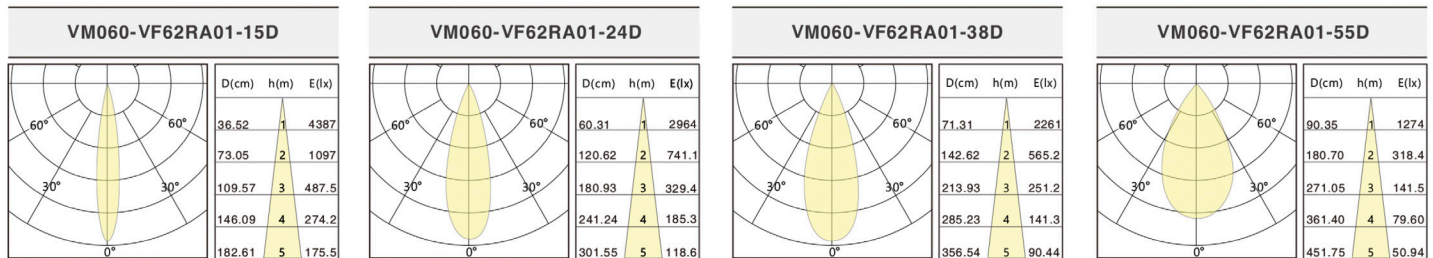 VM060-VF62RA01-15D
60°
60°
30°
30°
0°
D(cm) h(m) E(lx)
36.52 1 4387
73.05 2 1097
109.57 3 487.5
146.09 4 274.2
182.61 5 175.5
VM060-VF62RA01-24D
60°
60°
30°
30°
0°
D(cm) h(m) E(lx)
60.31 1 2964
120.62 2 741.1
180.93 3 329.4
241.24 4 185.3
301.55 5 118.6
VM060-VF62RA01-38D
60°
60°
30°
30°
0°
D(cm) h(m) E(lx)
71.31 1 2261
142.62 2 565.2
213.93 3 251.2
285.23 4 141.3
356.54 5 90.44
VM060-VF62RA01-55D
60°
60°
30°
30°
0°
D(cm) h(m) E(lx)
90.35 1 1274
180.70 2 318.4
271.05 3 141.5
361.40 4 79.60
451.75 5 50.94